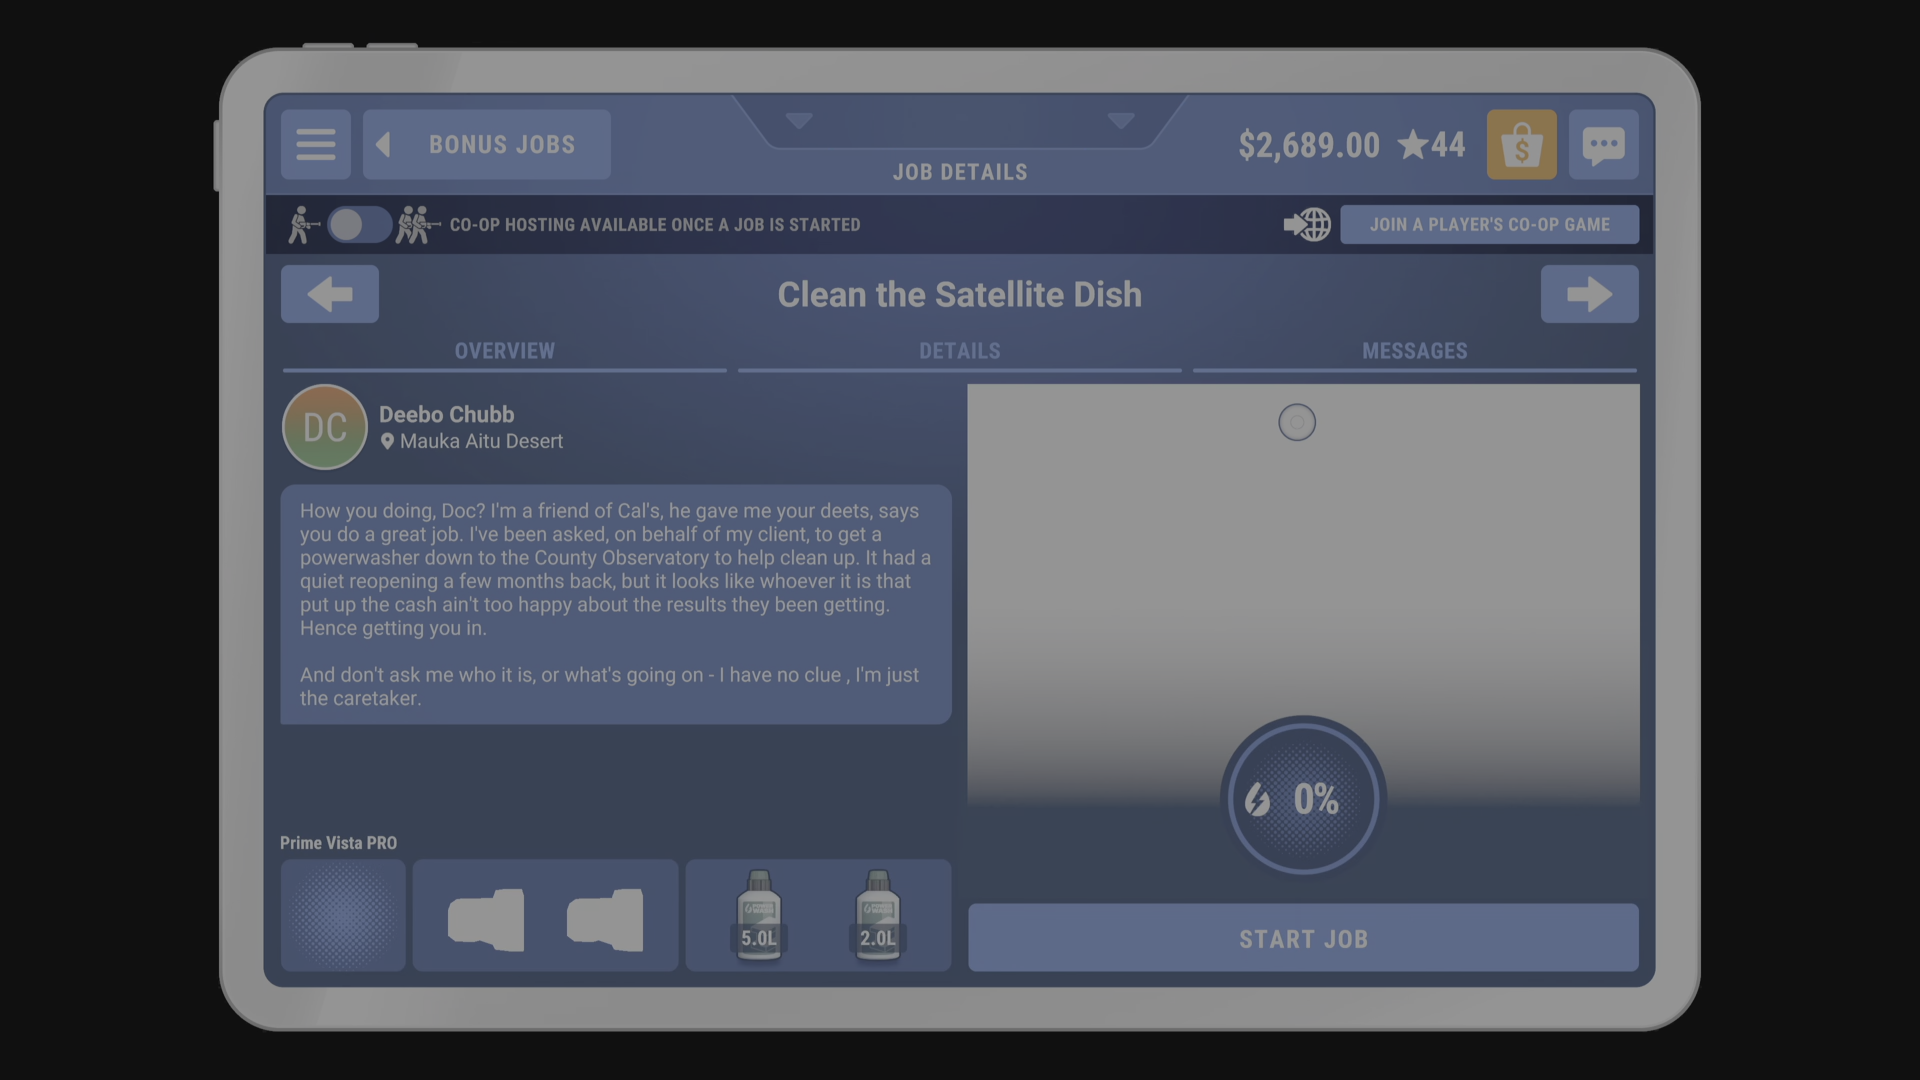 BONUS JOBS
JOB DETAILS
$2,689.00
44
$
CO-OP HOSTING AVAILABLE ONCE A JOB IS STARTED
JOIN A PLAYER'S CO-OP GAME
Clean the Satellite Dish
OVERVIEW
DETAILS
MESSAGES
DC
Deebo Chubb
Mauka Aitu Desert
How you doing, Doc? I'm a friend of Cal's, he gave me your deets, says
you do a great job. I've been asked, on behalf of my client, to get a
powerwasher down to the County Observatory to help clean up. It had a
quiet reopening a few months back, but it looks like whoever it is that
put up the cash ain't too happy about the results they been getting.
Hence getting you in.
And don't ask me who it is, or what's going on - I have no clue , I'm just
the caretaker.
0%
Prime Vista PRO
5.0L
2.0L
START JOB